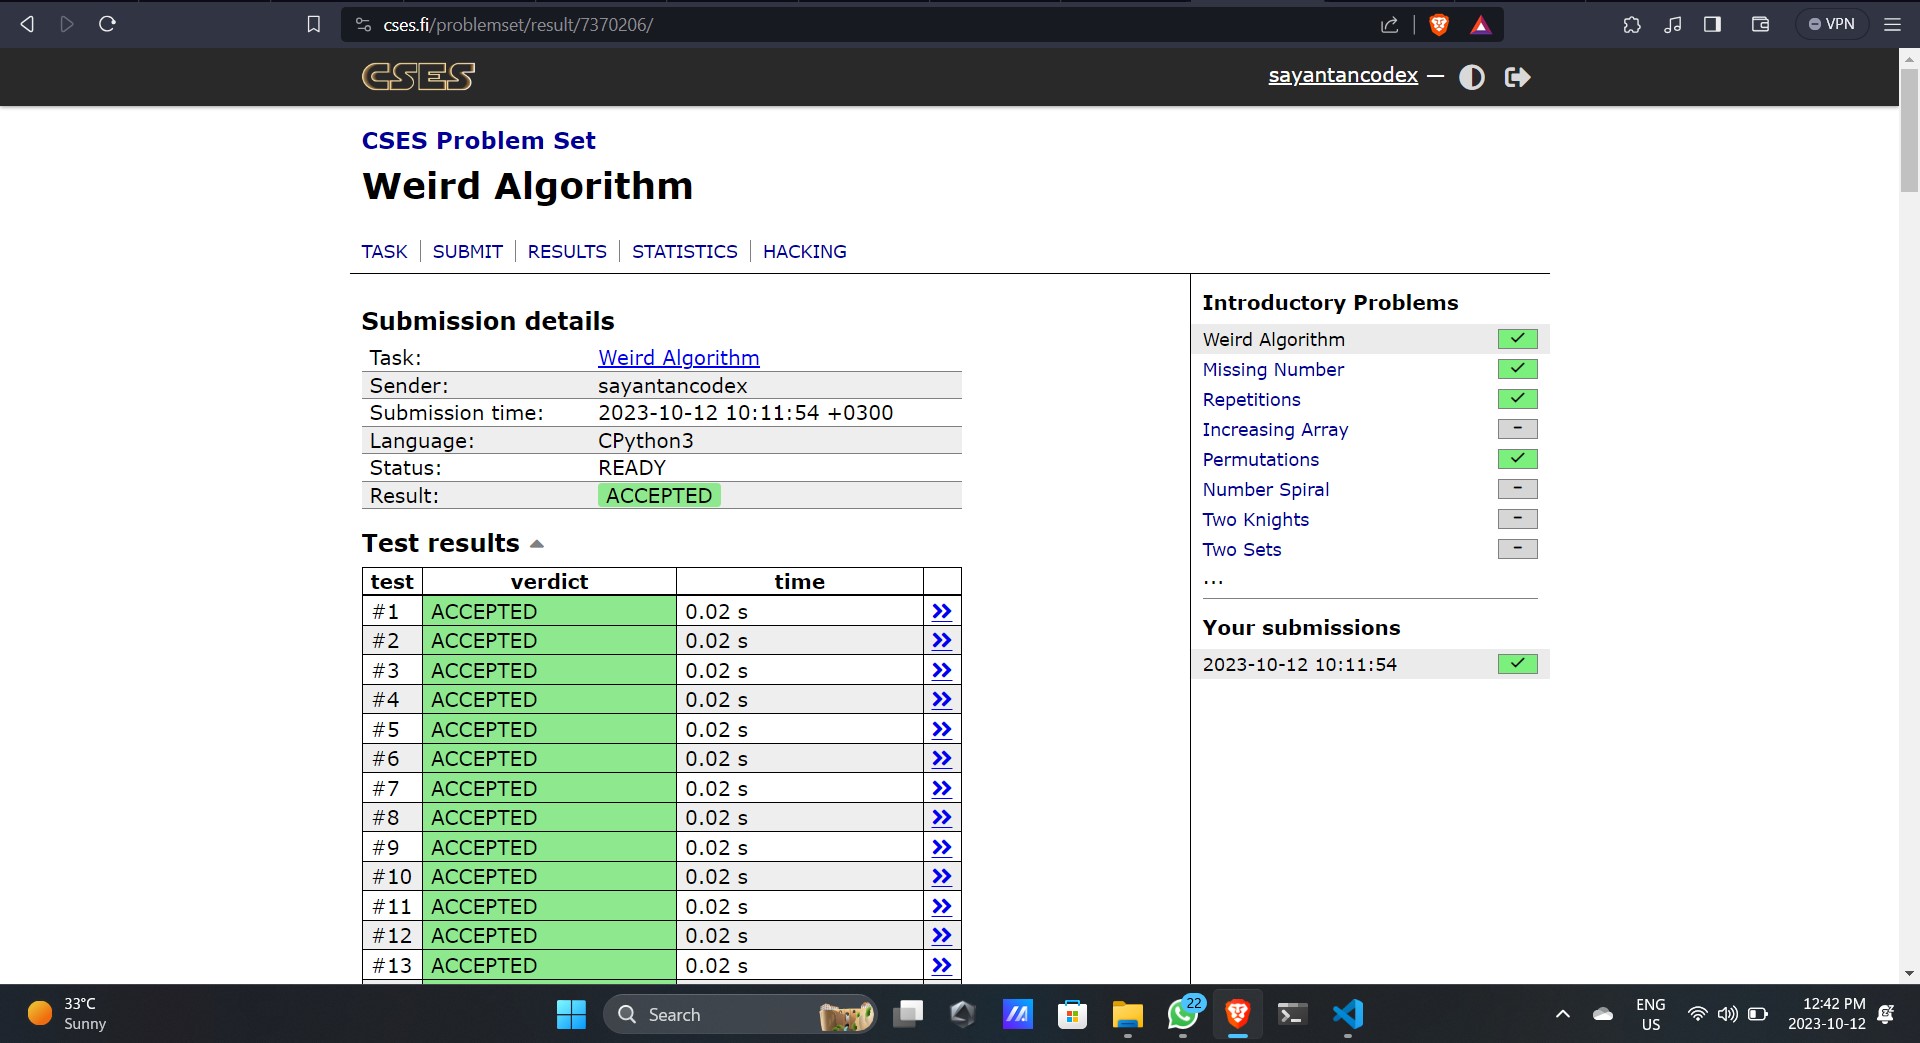 cses.fi/problemset/result/7370206/
VPN
CSES
sayantancodex —
CSES Problem Set
Weird Algorithm
TASK SUBMIT RESULTS STATISTICS HACKING
Submission details
Task: Weird Algorithm
Sender: sayantancodex
Submission time: 2023-10-12 10:11:54 +0300
Language: CPython3
Status: READY
Result: ACCEPTED
Test results
test verdict time
#1 ACCEPTED 0.02 s »
#2 ACCEPTED 0.02 s »
#3 ACCEPTED 0.02 s »
#4 ACCEPTED 0.02 s »
#5 ACCEPTED 0.02 s »
#6 ACCEPTED 0.02 s »
#7 ACCEPTED 0.02 s »
#8 ACCEPTED 0.02 s »
#9 ACCEPTED 0.02 s »
#10 ACCEPTED 0.02 s »
#11 ACCEPTED 0.02 s »
#12 ACCEPTED 0.02 s »
#13 ACCEPTED 0.02 s »
Introductory Problems
Weird Algorithm
Missing Number
Repetitions
Increasing Array -
Permutations
Number Spiral -
Two Knights -
Two Sets -
...
Your submissions
2023-10-12 10:11:54
33°C
Sunny
Search
22
ENG
US
12:42 PM
2023-10-12